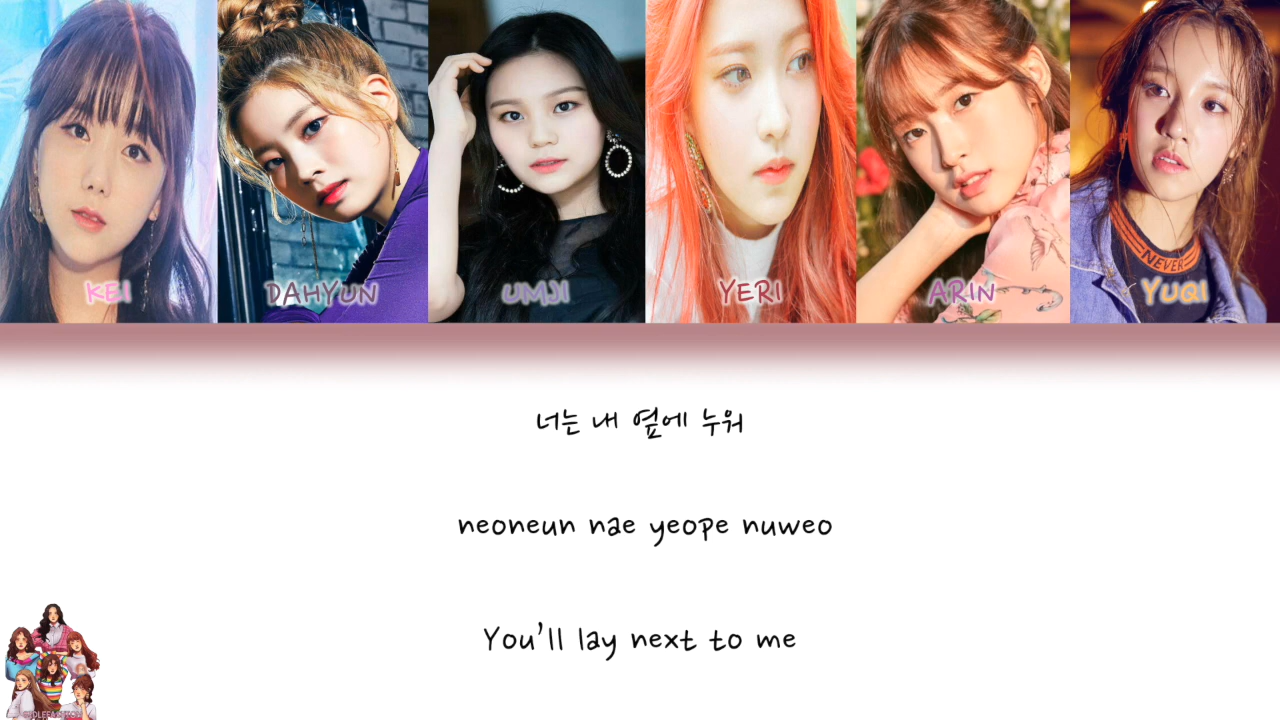 KEI
DAHYUN
UMJI
YERI
ARIN
YUQI
NEVER
너는 내 옆에 누워
neoneun nae yeope nuweo
You'll lay next to me